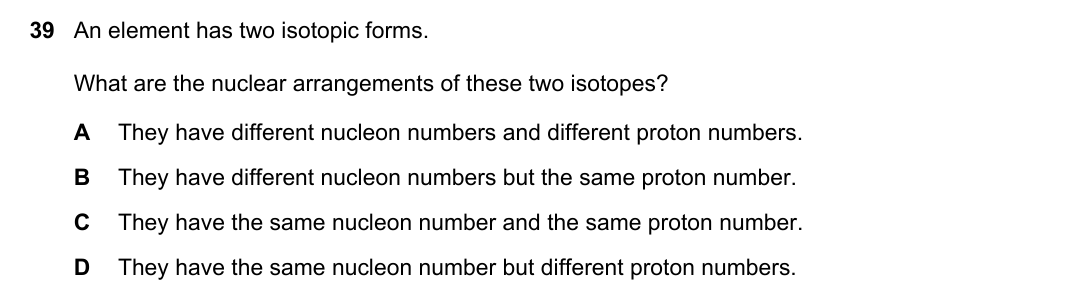 39 An element has two isotopic forms.
What are the nuclear arrangements of these two isotopes?
A They have different nucleon numbers and different proton numbers.
B They have different nucleon numbers but the same proton number.
C They have the same nucleon number and the same proton number.
D They have the same nucleon number but different proton numbers.